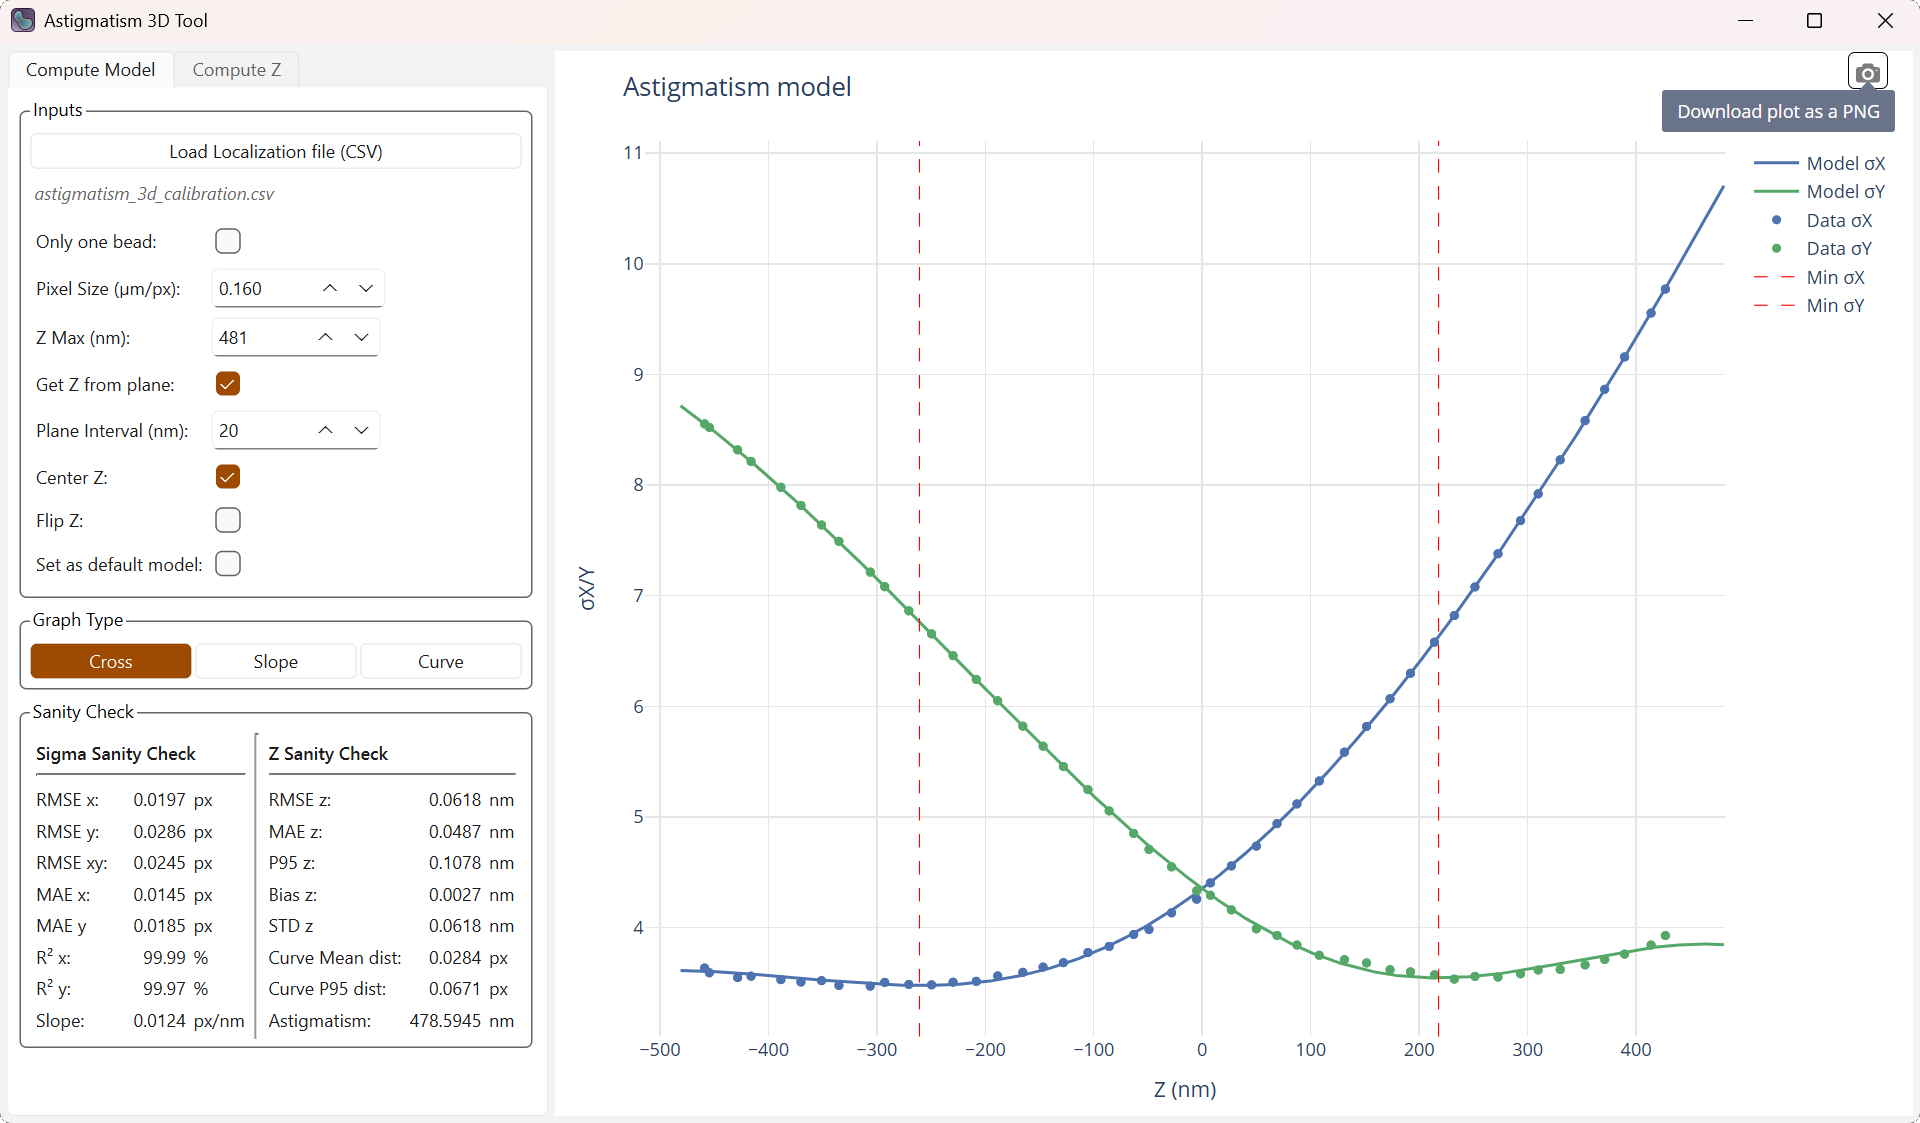 Astigmatism 3D Tool
Compute Model
Compute Z
Inputs
Load Localization file (CSV)
astigmatism_3d_calibration.csv
Only one bead:
Pixel Size (µm/px): 0.160
Z Max (nm): 481
Get Z from plane:
Plane Interval (nm): 20
Center Z:
Flip Z:
Set as default model:
Graph Type
Cross
Slope
Curve
Sanity Check
Sigma Sanity Check
RMSE x: 0.0197 px
RMSE y: 0.0286 px
RMSE xy: 0.0245 px
MAE x: 0.0145 px
MAE y 0.0185 px
R² x: 99.99 %
R² y: 99.97 %
Slope: 0.0124 px/nm
Z Sanity Check
RMSE z: 0.0618 nm
MAE z: 0.0487 nm
P95 z: 0.1078 nm
Bias z: 0.0027 nm
STD z 0.0618 nm
Curve Mean dist: 0.0284 px
Curve P95 dist: 0.0671 px
Astigmatism: 478.5945 nm
Astigmatism model
Download plot as a PNG
11
10
9
8
7
6
5
4
σX/Y
−500 −400 −300 −200 −100 0 100 200 300 400
Z (nm)
Model σX
Model σY
Data σX
Data σY
Min σX
Min σY